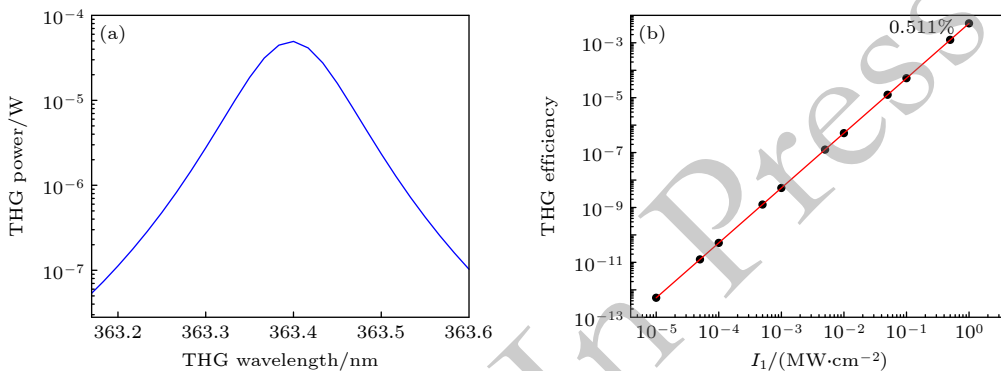 (a)
10⁻⁴
10⁻⁵
10⁻⁶
10⁻⁷
THG power/W
363.2 363.3 363.4 363.5 363.6
THG wavelength/nm
(b)
0.511%
10⁻³
10⁻⁵
10⁻⁷
10⁻⁹
10⁻¹¹
10⁻¹³
THG efficiency
10⁻⁵ 10⁻⁴ 10⁻³ 10⁻² 10⁻¹ 10⁰
I₁/(MW·cm⁻²)
In Press